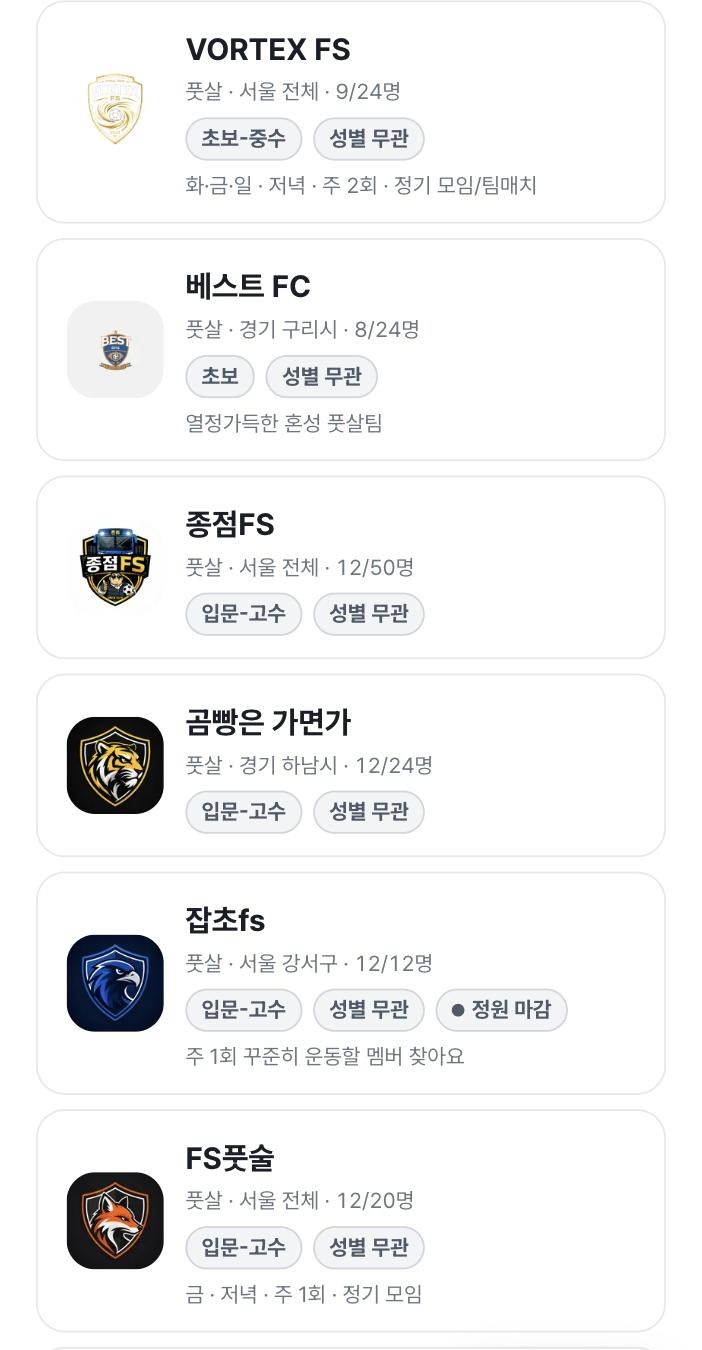 VORTEX FS
풋살 · 서울 전체 · 9/24명
초보-중수 성별 무관
화·금·일 · 저녁 · 주 2회 · 정기 모임/팀매치
BEST
베스트 FC
풋살 · 경기 구리시 · 8/24명
초보 성별 무관
열정가득한 혼성 풋살팀
종점FS
종점FS
풋살 · 서울 전체 · 12/50명
입문-고수 성별 무관
곰빵은 가면가
풋살 · 경기 하남시 · 12/24명
입문-고수 성별 무관
잡초fs
풋살 · 서울 강서구 · 12/12명
입문-고수 성별 무관 ● 정원 마감
주 1회 꾸준히 운동할 멤버 찾아요
FS풋술
풋살 · 서울 전체 · 12/20명
입문-고수 성별 무관
금 · 저녁 · 주 1회 · 정기 모임